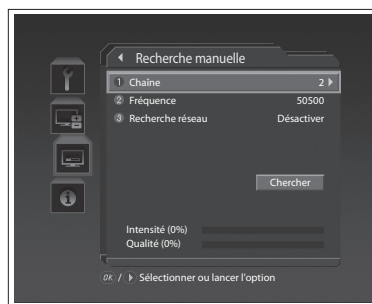 Recherche manuelle
1 Chaîne 2
2 Fréquence 50500
3 Recherche réseau Désactiver
Chercher
Intensité (0%)
Qualité (0%)
OK / Sélectionner ou lancer l'option